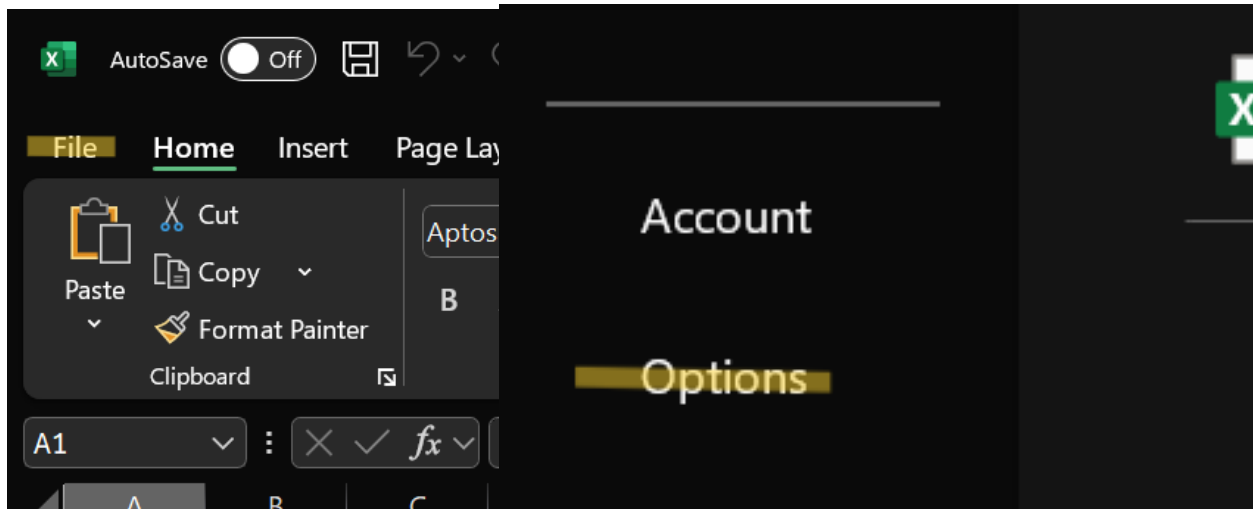 AutoSave Off
File Home Insert Page Lay
Cut
Copy
Paste
Format Painter
Clipboard
Aptos
B
A1
fx
A B C
Account
Options
X